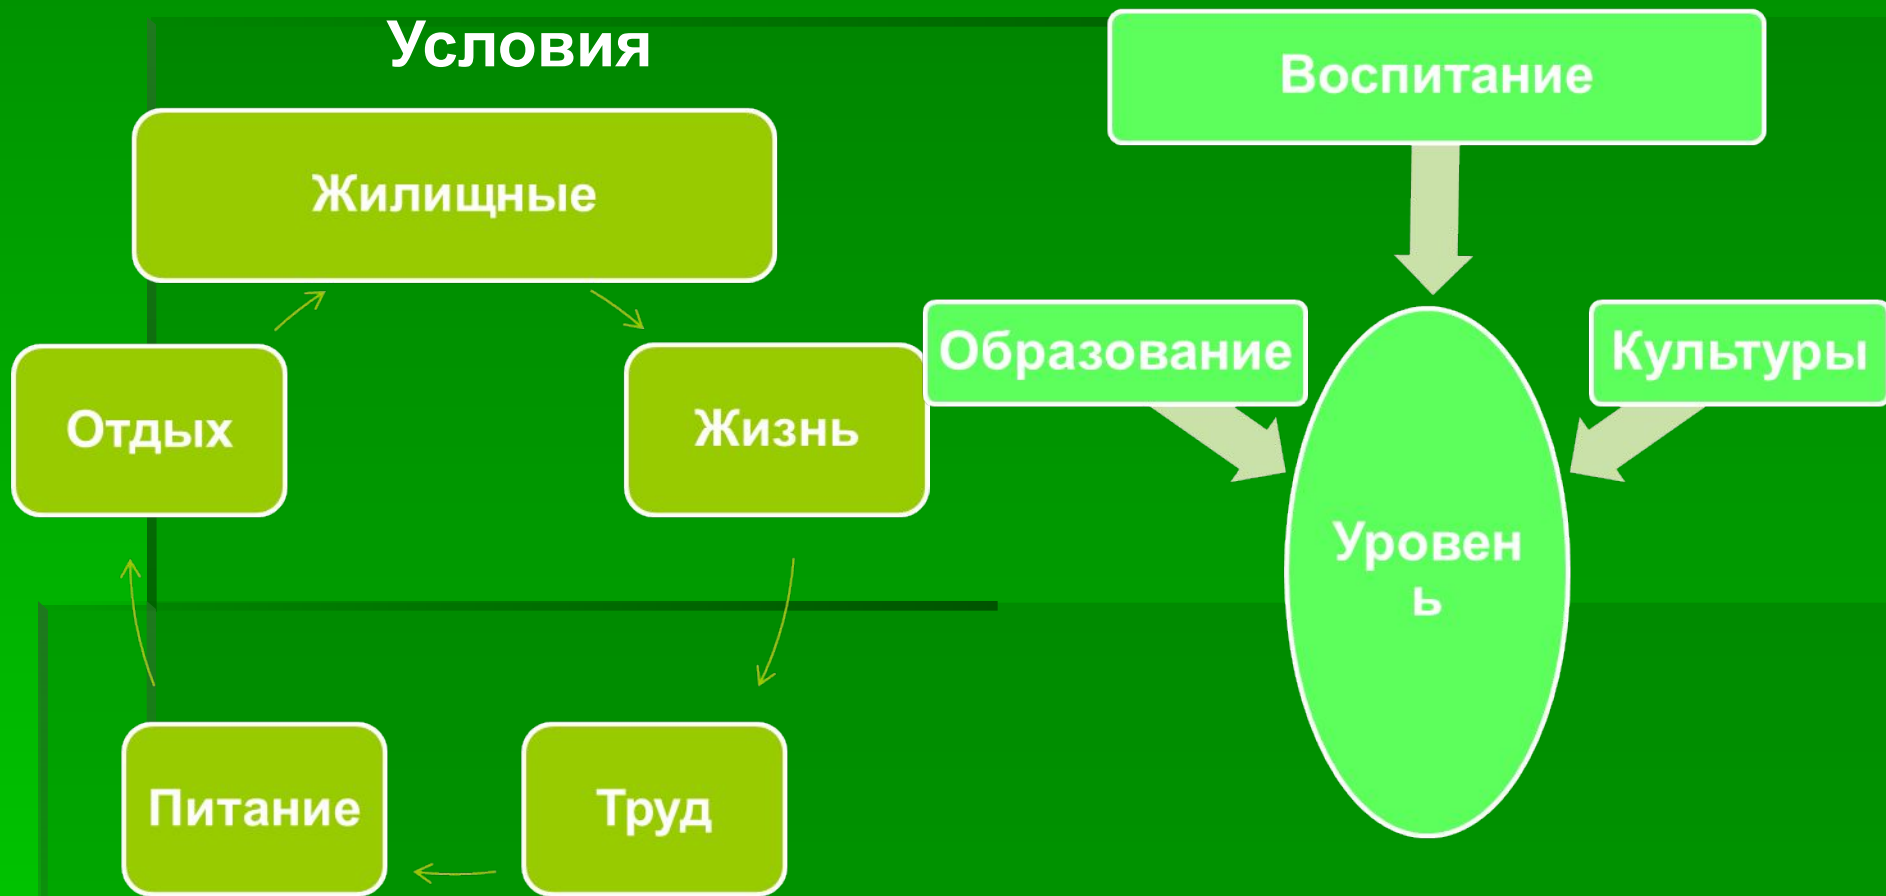 Условия
Жилищные
Отдых
Жизнь
Питание
Труд
Воспитание
Образование
Культуры
Уровен
ь